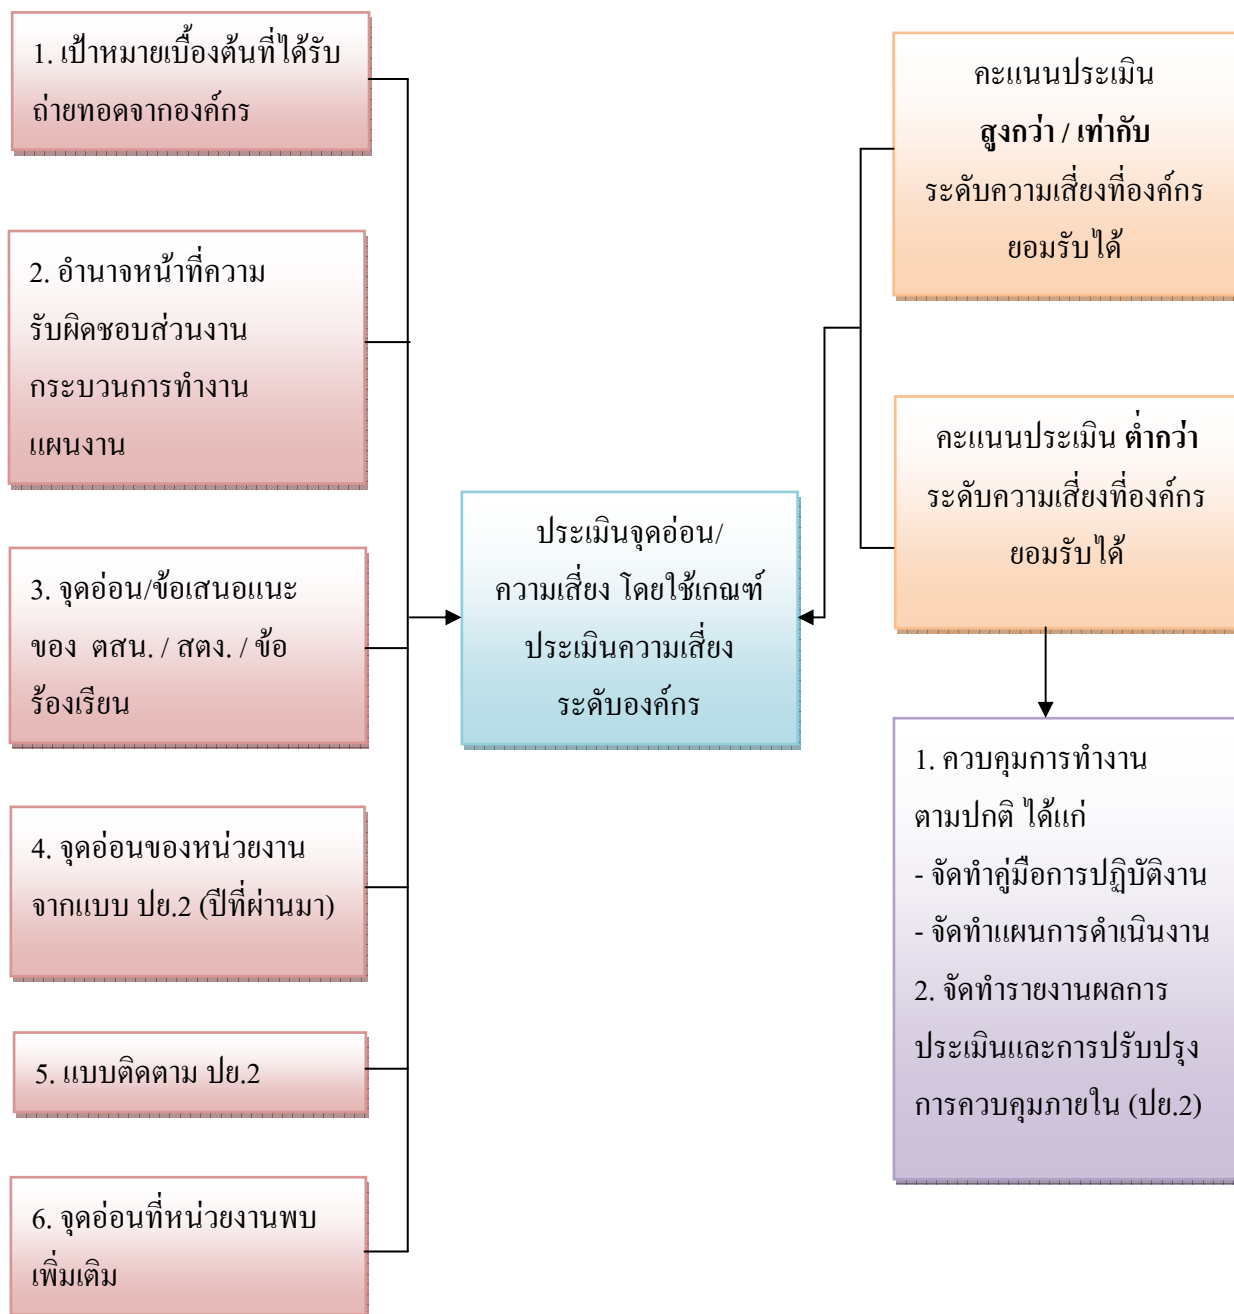 1. เป้าหมายเบื้องต้นที่ได้รับ
ถ่ายทอดจากองค์กร
2. อำนาจหน้าที่ความ
รับผิดชอบส่วนงาน
กระบวนการทำงาน
แผนงาน
3. จุดอ่อน/ข้อเสนอแนะ
ของ ตสน. / สตง. / ข้อ
ร้องเรียน
4. จุดอ่อนของหน่วยงาน
จากแบบ ปย.2 (ปีที่ผ่านมา)
5. แบบติดตาม ปย.2
6. จุดอ่อนที่หน่วยงานพบ
เพิ่มเติม
ประเมินจุดอ่อน/
ความเสี่ยง โดยใช้เกณฑ์
ประเมินความเสี่ยง
ระดับองค์กร
คะแนนประเมิน
สูงกว่า / เท่ากับ
ระดับความเสี่ยงที่องค์กร
ยอมรับได้
คะแนนประเมิน ต่ำกว่า
ระดับความเสี่ยงที่องค์กร
ยอมรับได้
1. ควบคุมการทำงาน
ตามปกติ ได้แก่
- จัดทำคู่มือการปฏิบัติงาน
- จัดทำแผนการดำเนินงาน
2. จัดทำรายงานผลการ
ประเมินและการปรับปรุง
การควบคุมภายใน (ปย.2)